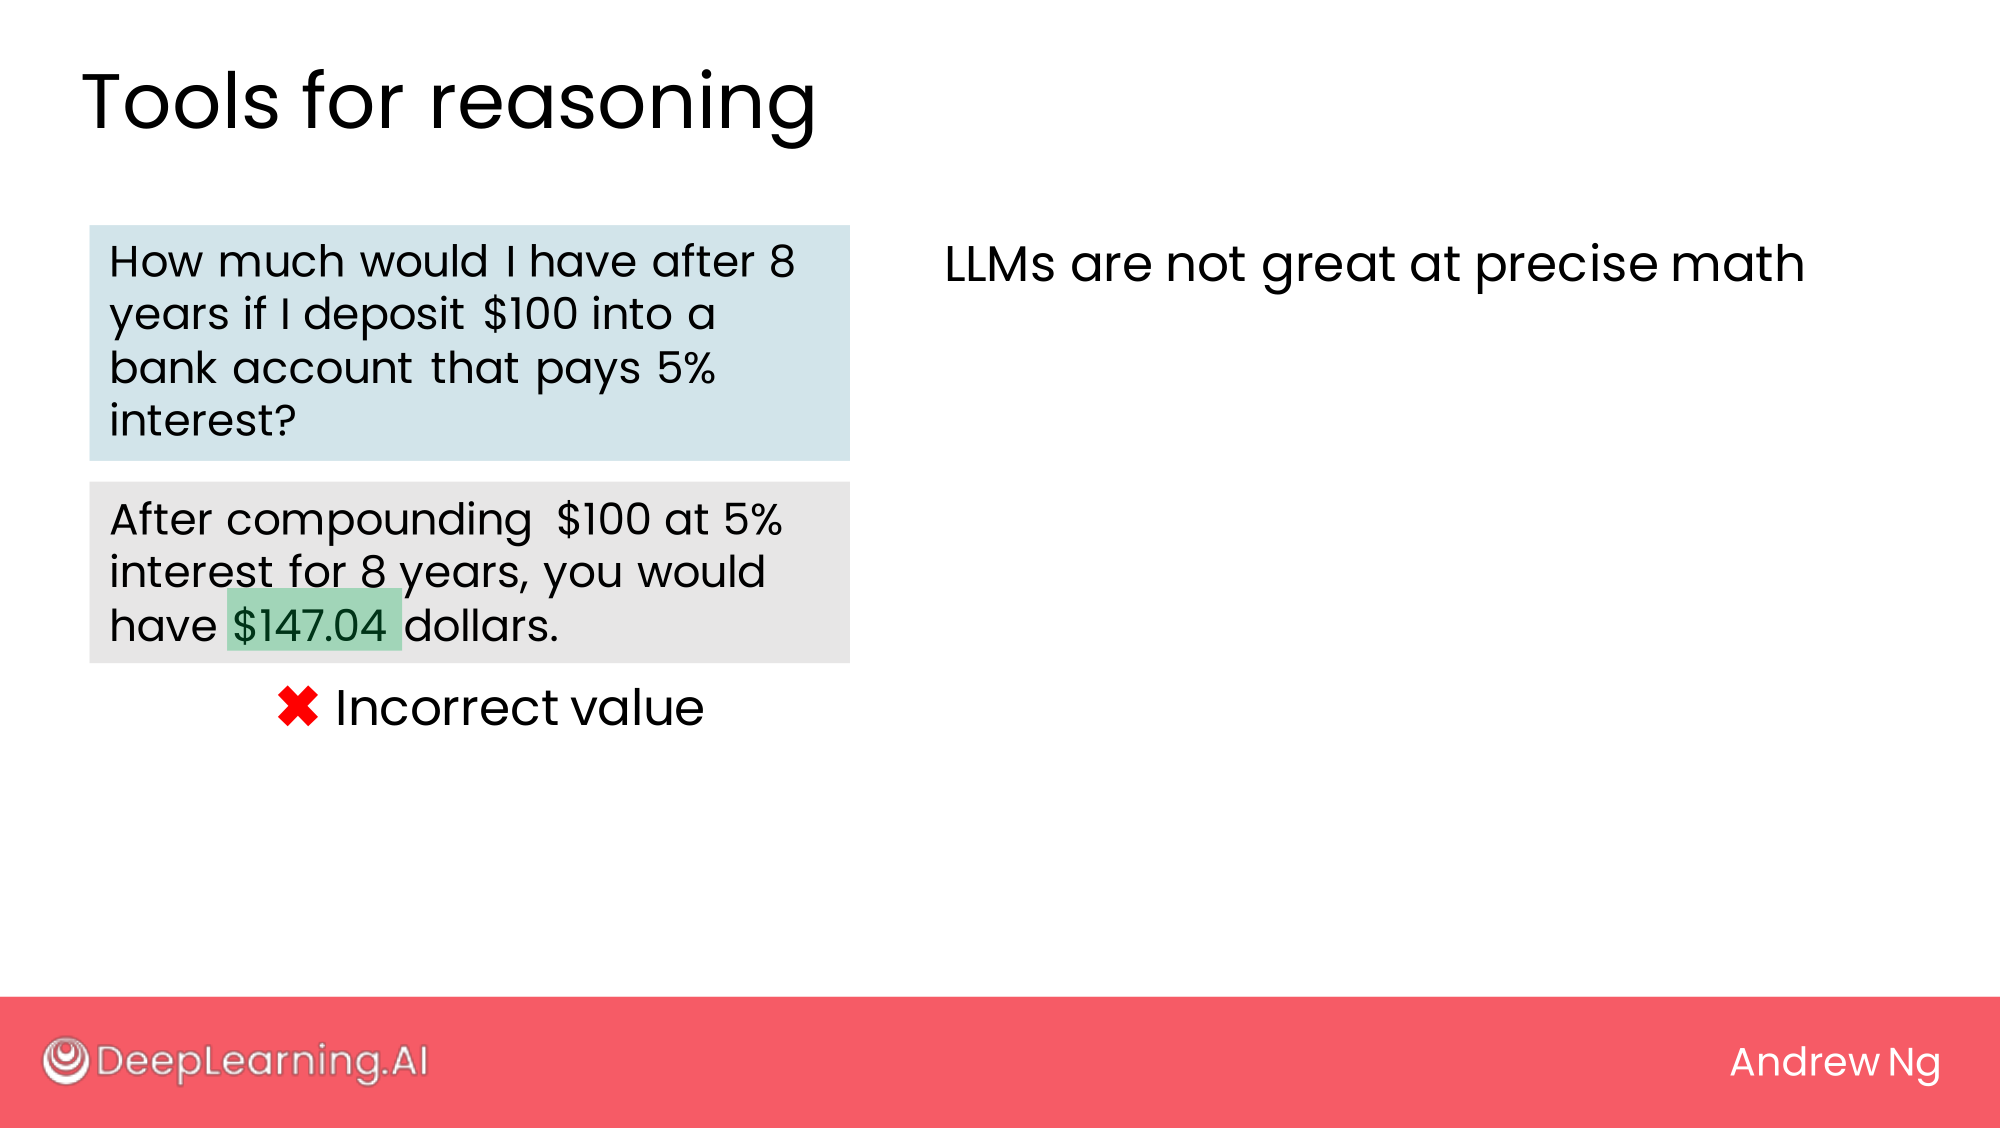 Tools for reasoning
How much would I have after 8
years if I deposit $100 into a
bank account that pays 5%
interest?
LLMs are not great at precise math
After compounding $100 at 5%
interest for 8 years, you would
have $147.04 dollars.
✖ Incorrect value
DeepLearning.AI
Andrew Ng